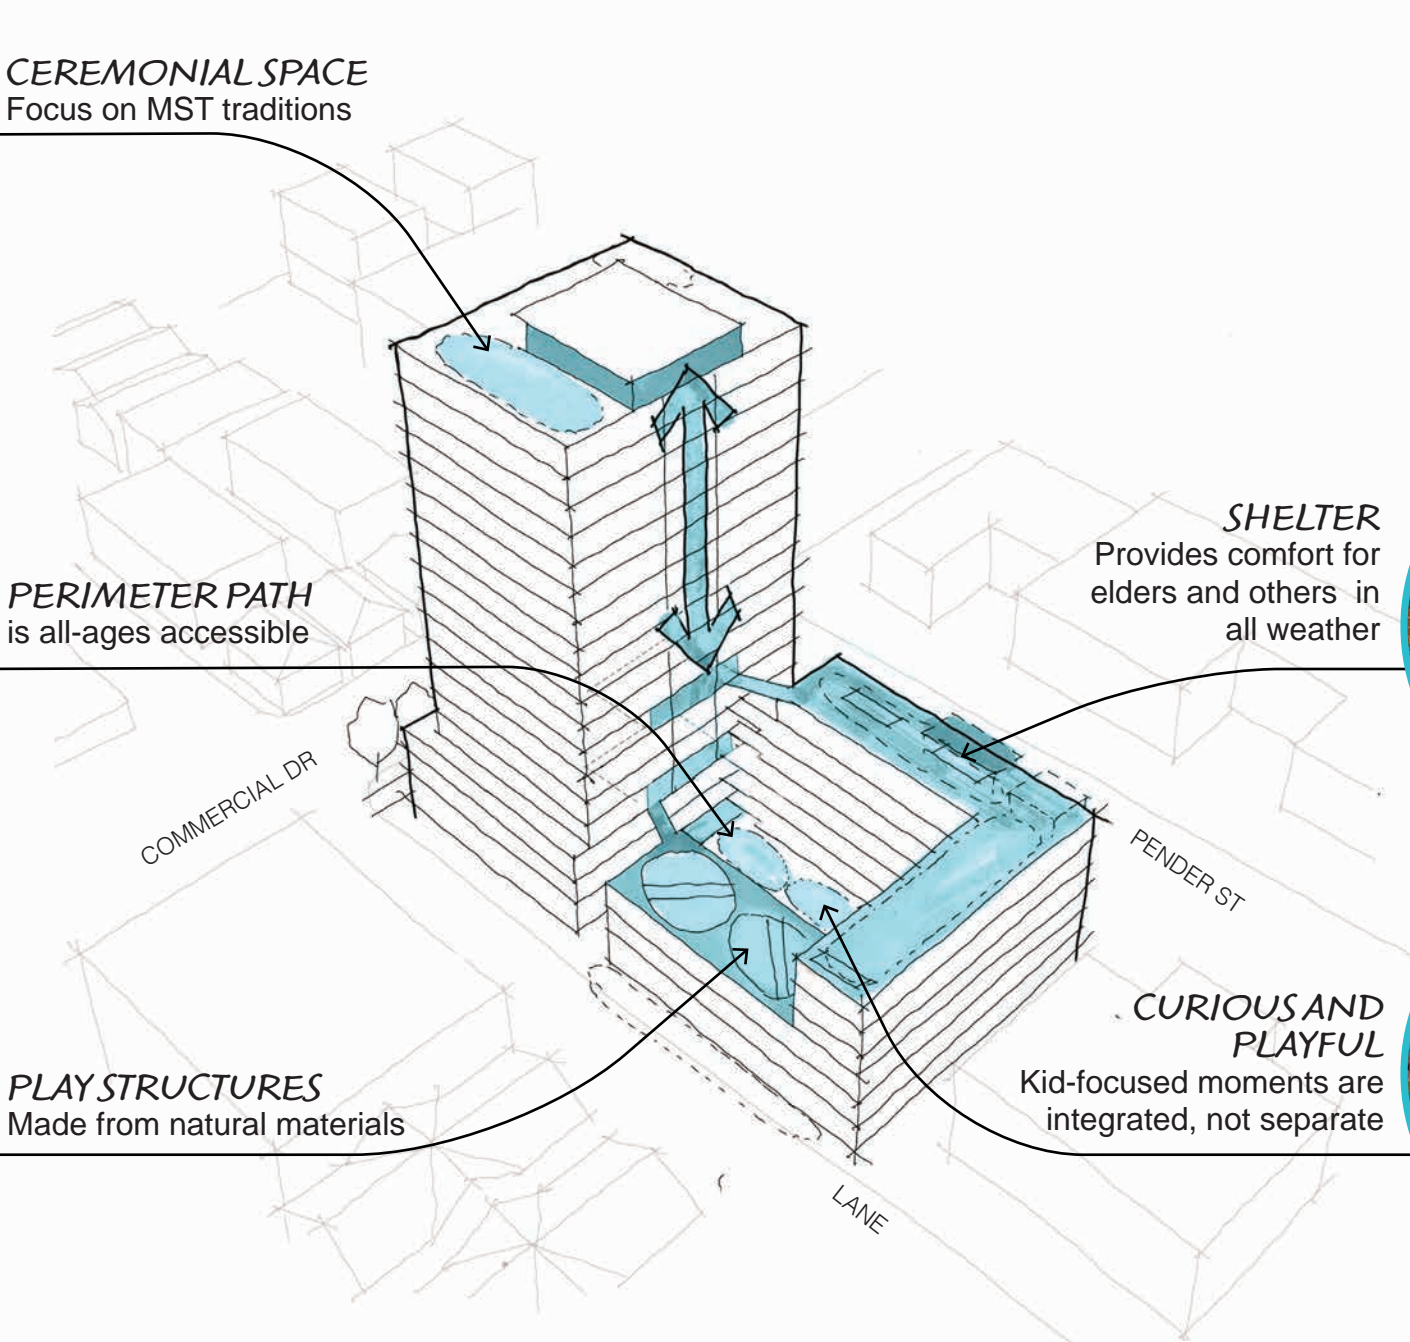 CEREMONIAL SPACE
Focus on MST traditions
SHELTER
Provides comfort for
elders and others in
all weather
PERIMETER PATH
is all-ages accessible
COMMERCIAL DR
PENDER ST
CURIOUS AND
PLAYFUL
Kid-focused moments are
integrated, not separate
PLAY STRUCTURES
Made from natural materials
LANE